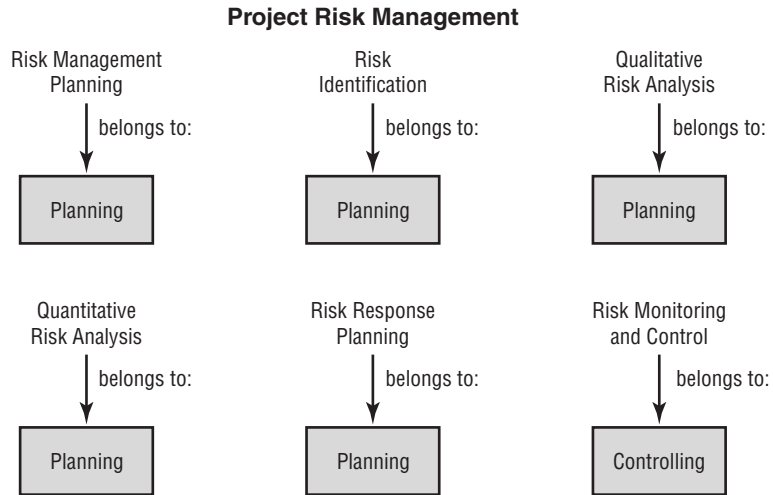 Project Risk Management
Risk Management
Planning
belongs to:
Planning
Risk
Identification
belongs to:
Planning
Qualitative
Risk Analysis
belongs to:
Planning
Quantitative
Risk Analysis
belongs to:
Planning
Risk Response
Planning
belongs to:
Planning
Risk Monitoring
and Control
belongs to:
Controlling